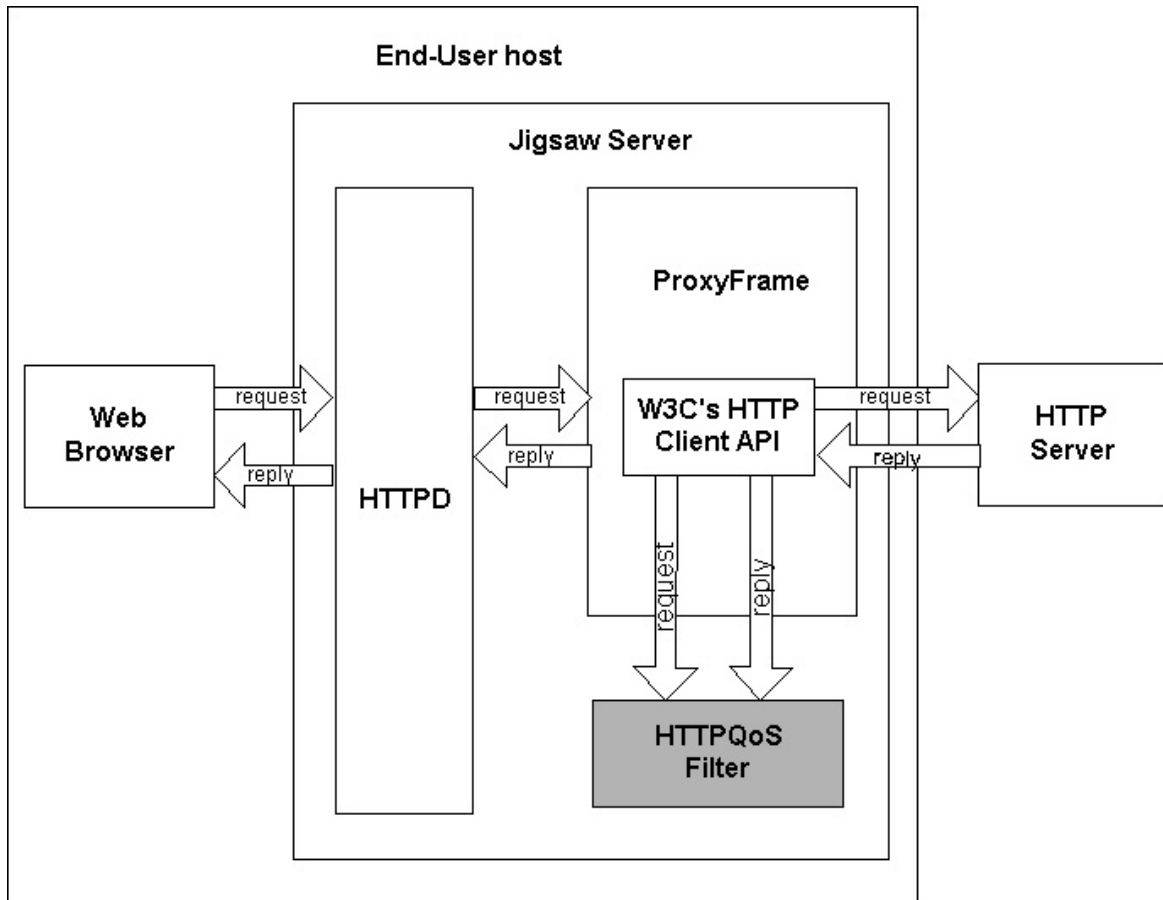 End-User host
Jigsaw Server
ProxyFrame
Web
Browser
request
reply
HTTPD
request
reply
W3C's HTTP
Client API
request
reply
HTTP
Server
request
reply
HTTPQoS
Filter